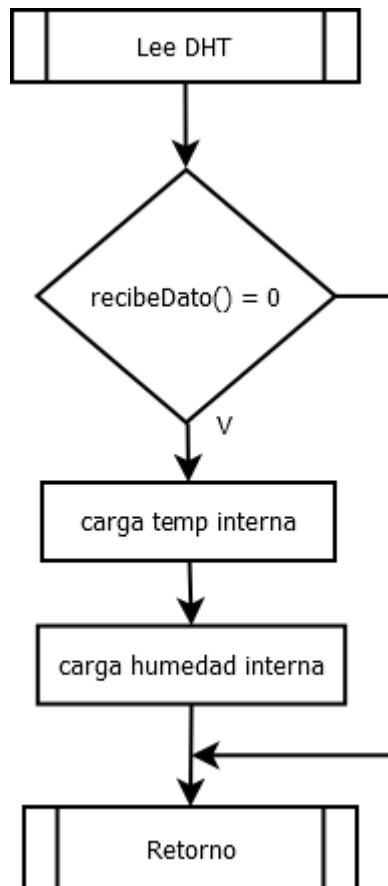 Lee DHT
recibeDato() = 0
V
carga temp interna
carga humedad interna
Retorno